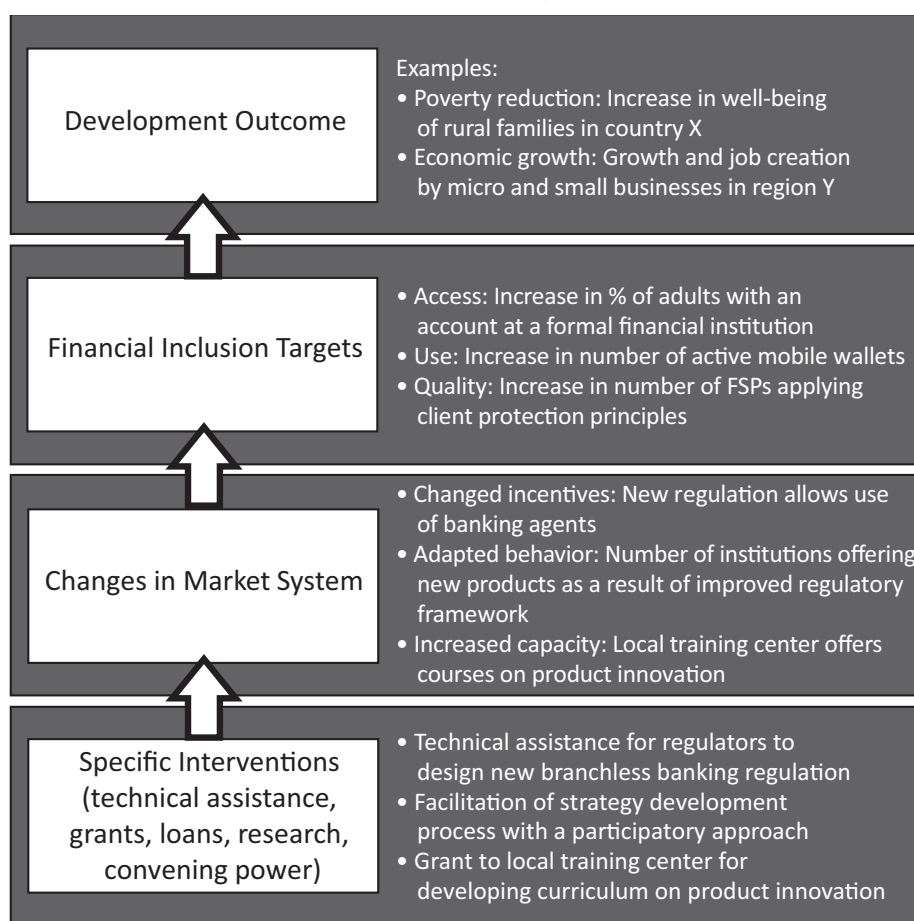 Development Outcome
Examples:
• Poverty reduction: Increase in well-being
of rural families in country X
• Economic growth: Growth and job creation
by micro and small businesses in region Y
Financial Inclusion Targets
• Access: Increase in % of adults with an
account at a formal financial institution
• Use: Increase in number of active mobile wallets
• Quality: Increase in number of FSPs applying
client protection principles
Changes in Market System
• Changed incentives: New regulation allows use
of banking agents
• Adapted behavior: Number of institutions offering
new products as a result of improved regulatory
framework
• Increased capacity: Local training center offers
courses on product innovation
Specific Interventions
(technical assistance,
grants, loans, research,
convening power)
• Technical assistance for regulators to
design new branchless banking regulation
• Facilitation of strategy development
process with a participatory approach
• Grant to local training center for
developing curriculum on product innovation